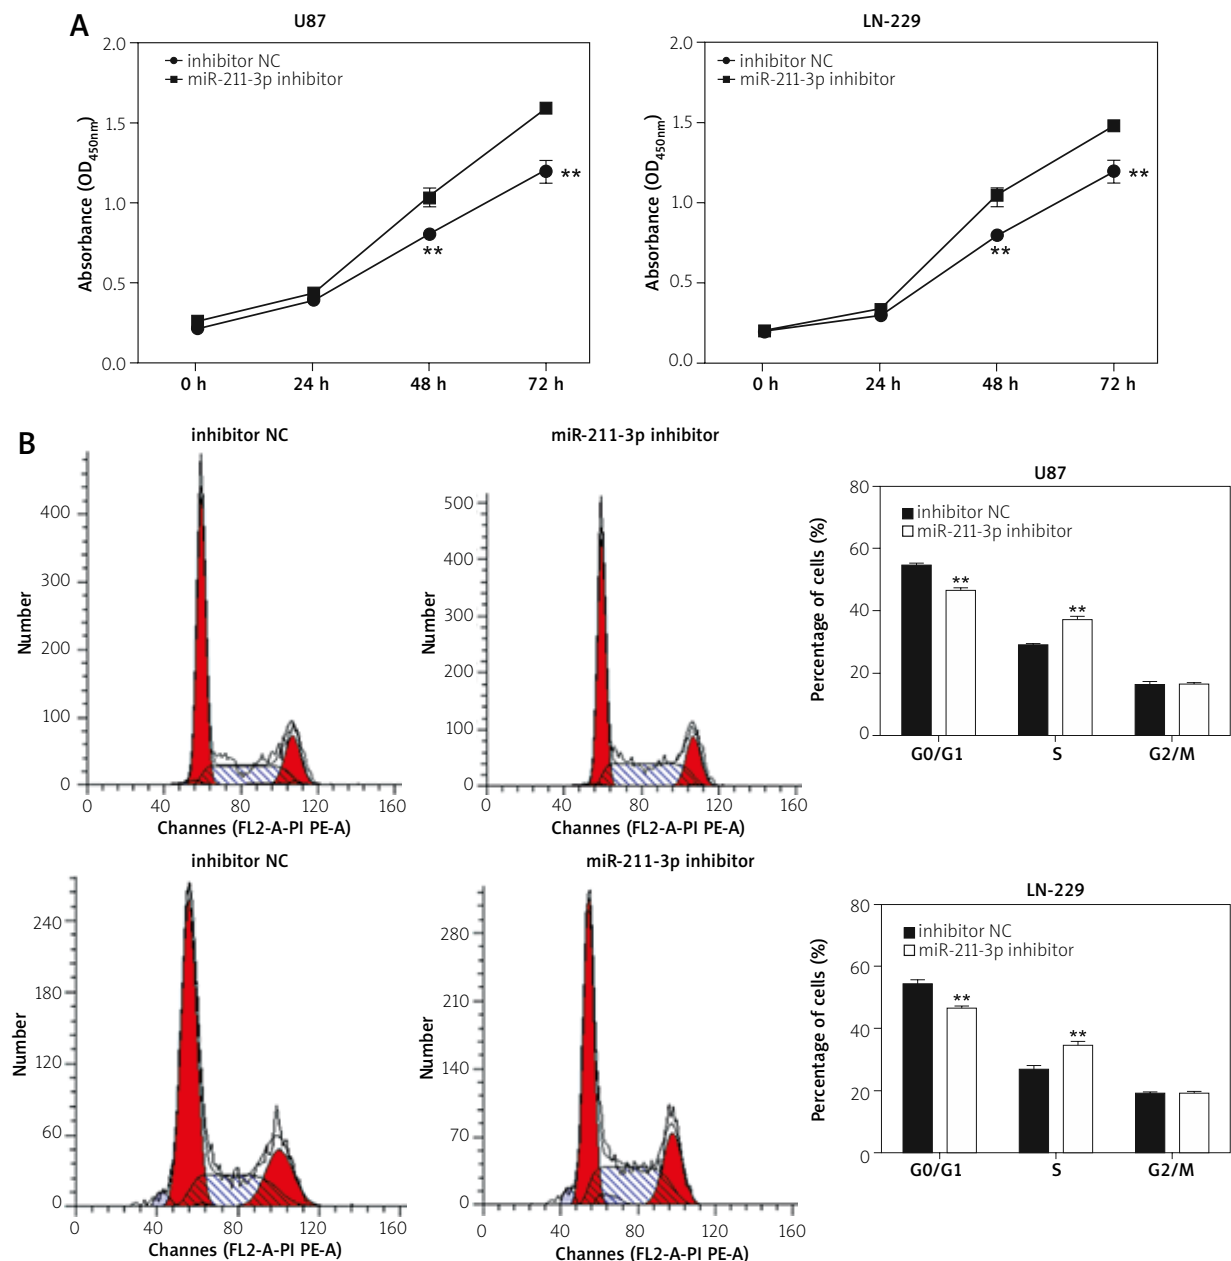 A
U87
2.0
1.5
1.0
0.5
0.0
Absorbance (OD450nm)
inhibitor NC
miR-211-3p inhibitor
**
**
0 h 24 h 48 h 72 h
LN-229
2.0
1.5
1.0
0.5
0.0
Absorbance (OD450nm)
inhibitor NC
miR-211-3p inhibitor
**
**
0 h 24 h 48 h 72 h
B
inhibitor NC
Number
400
300
200
100
0
0 40 80 120 160
Channes (FL2-A-PI PE-A)
miR-211-3p inhibitor
Number
500
400
300
200
100
0
0 40 80 120 160
Channes (FL2-A-PI PE-A)
U87
Percentage of cells (%)
80
60
40
20
0
inhibitor NC
miR-211-3p inhibitor
**
**
G0/G1 S G2/M
inhibitor NC
Number
240
180
120
60
0
0 40 80 120 160
Channes (FL2-A-PI PE-A)
miR-211-3p inhibitor
Number
280
210
140
70
0
0 40 80 120 160
Channes (FL2-A-PI PE-A)
LN-229
Percentage of cells (%)
80
60
40
20
0
inhibitor NC
miR-211-3p inhibitor
**
**
G0/G1 S G2/M